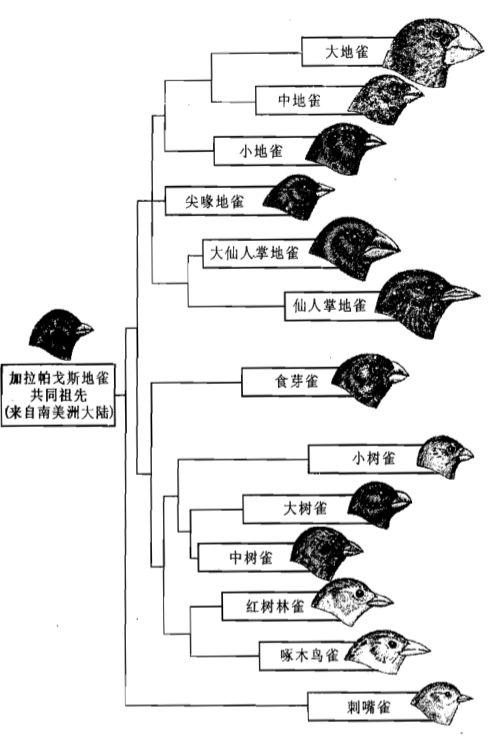 大地雀
中地雀
小地雀
尖喙地雀
大仙人掌地雀
仙人掌地雀
加拉帕戈斯地雀
共同祖先
(来自南美洲大陆)
食芽雀
小树雀
大树雀
中树雀
红树林雀
啄木鸟雀
刺嘴雀